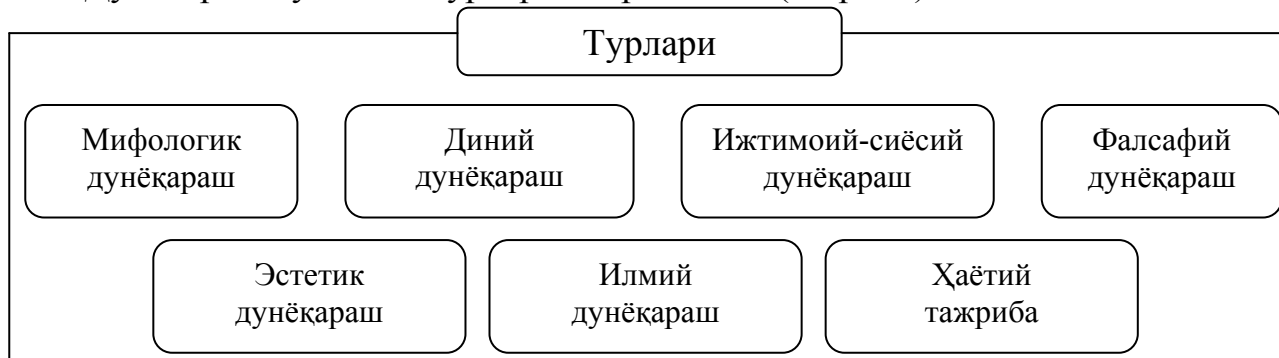 Турлари
Мифологик
дунёқараш
Диний
дунёқараш
Ижтимоий-сиёсий
дунёқараш
Фалсафий
дунёқараш
Эстетик
дунёқараш
Илмий
дунёқараш
Ҳаётий
тажриба